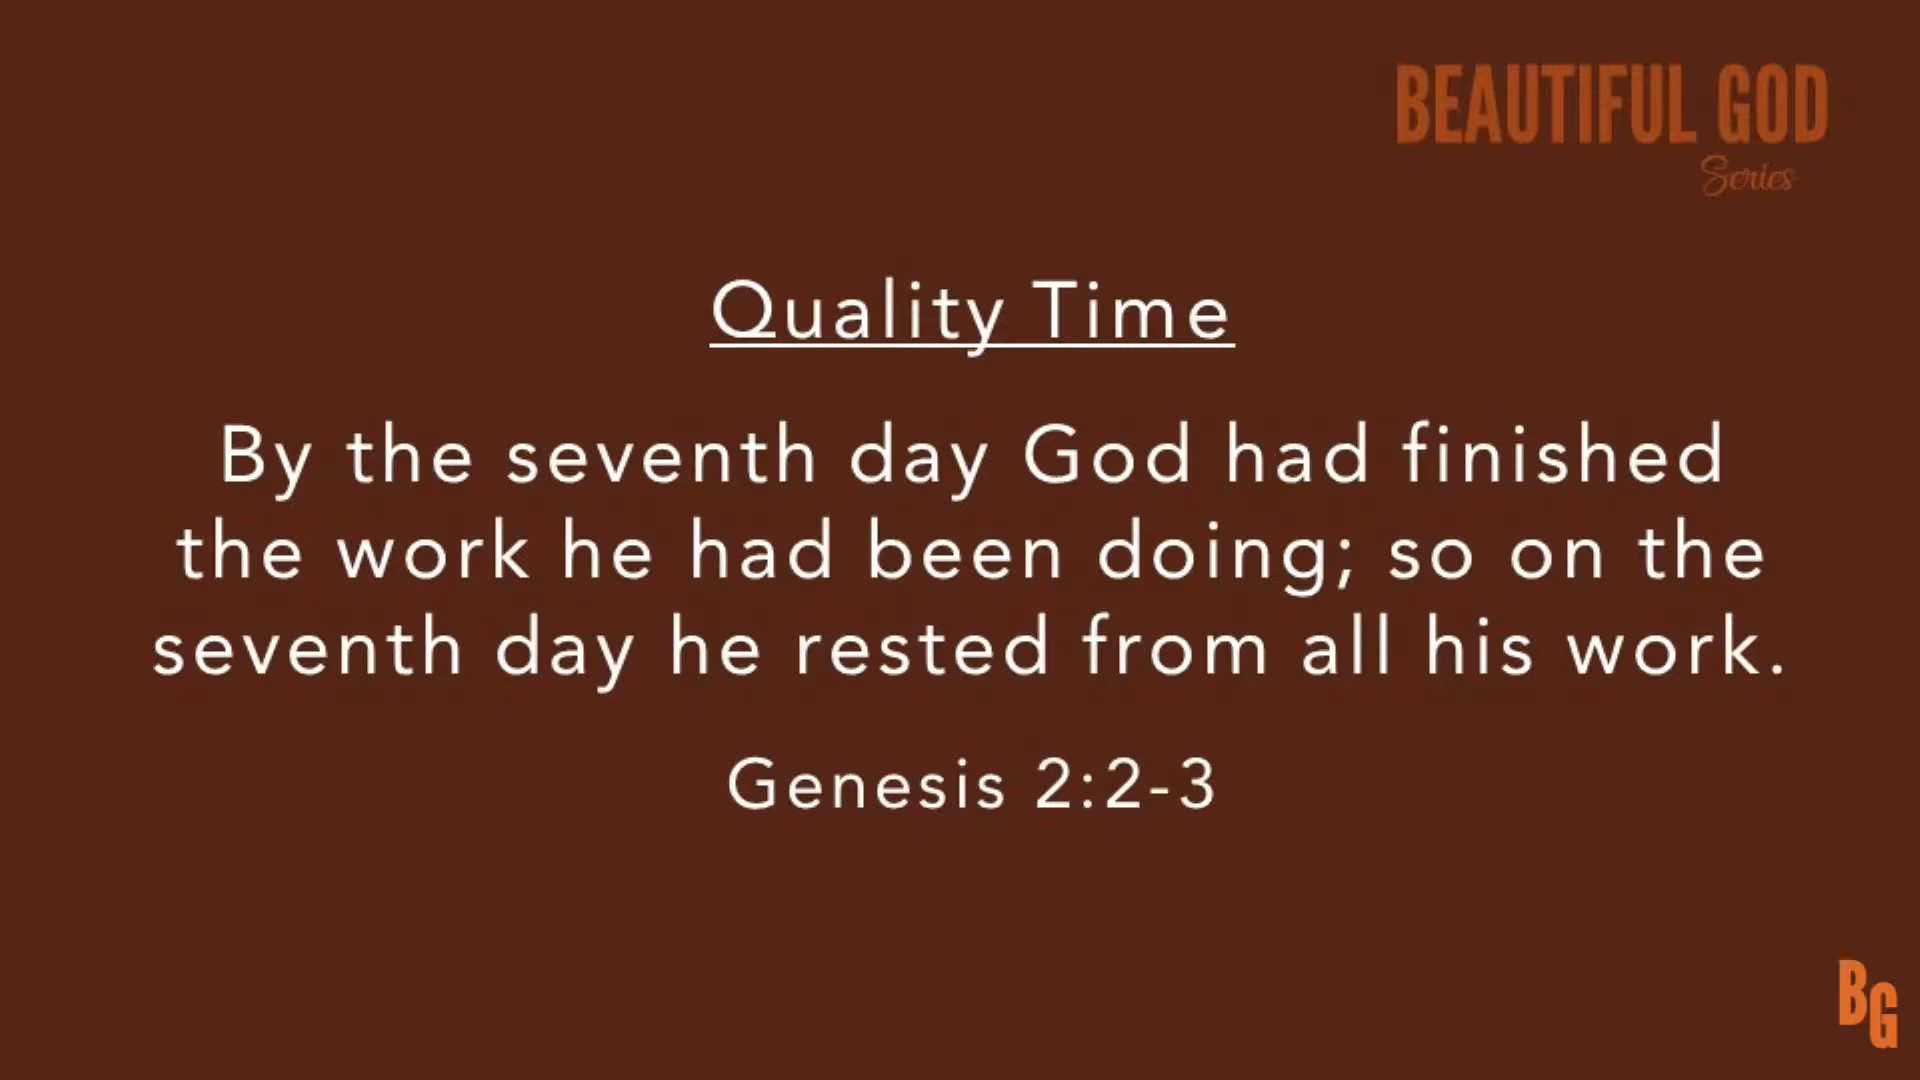 BEAUTIFUL GOD
Series
Quality Time
By the seventh day God had finished
the work he had been doing; so on the
seventh day he rested from all his work.
Genesis 2:2-3
BG